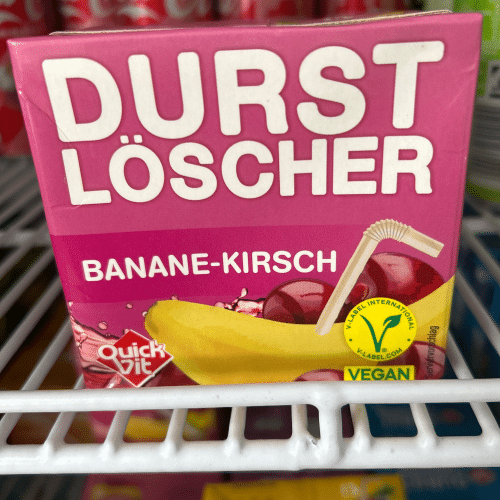 DURST
LÖSCHER
BANANE-KIRSCH
V-LABEL INTERNATIONAL
V-LABEL.COM
Quick
Vit
VEGAN